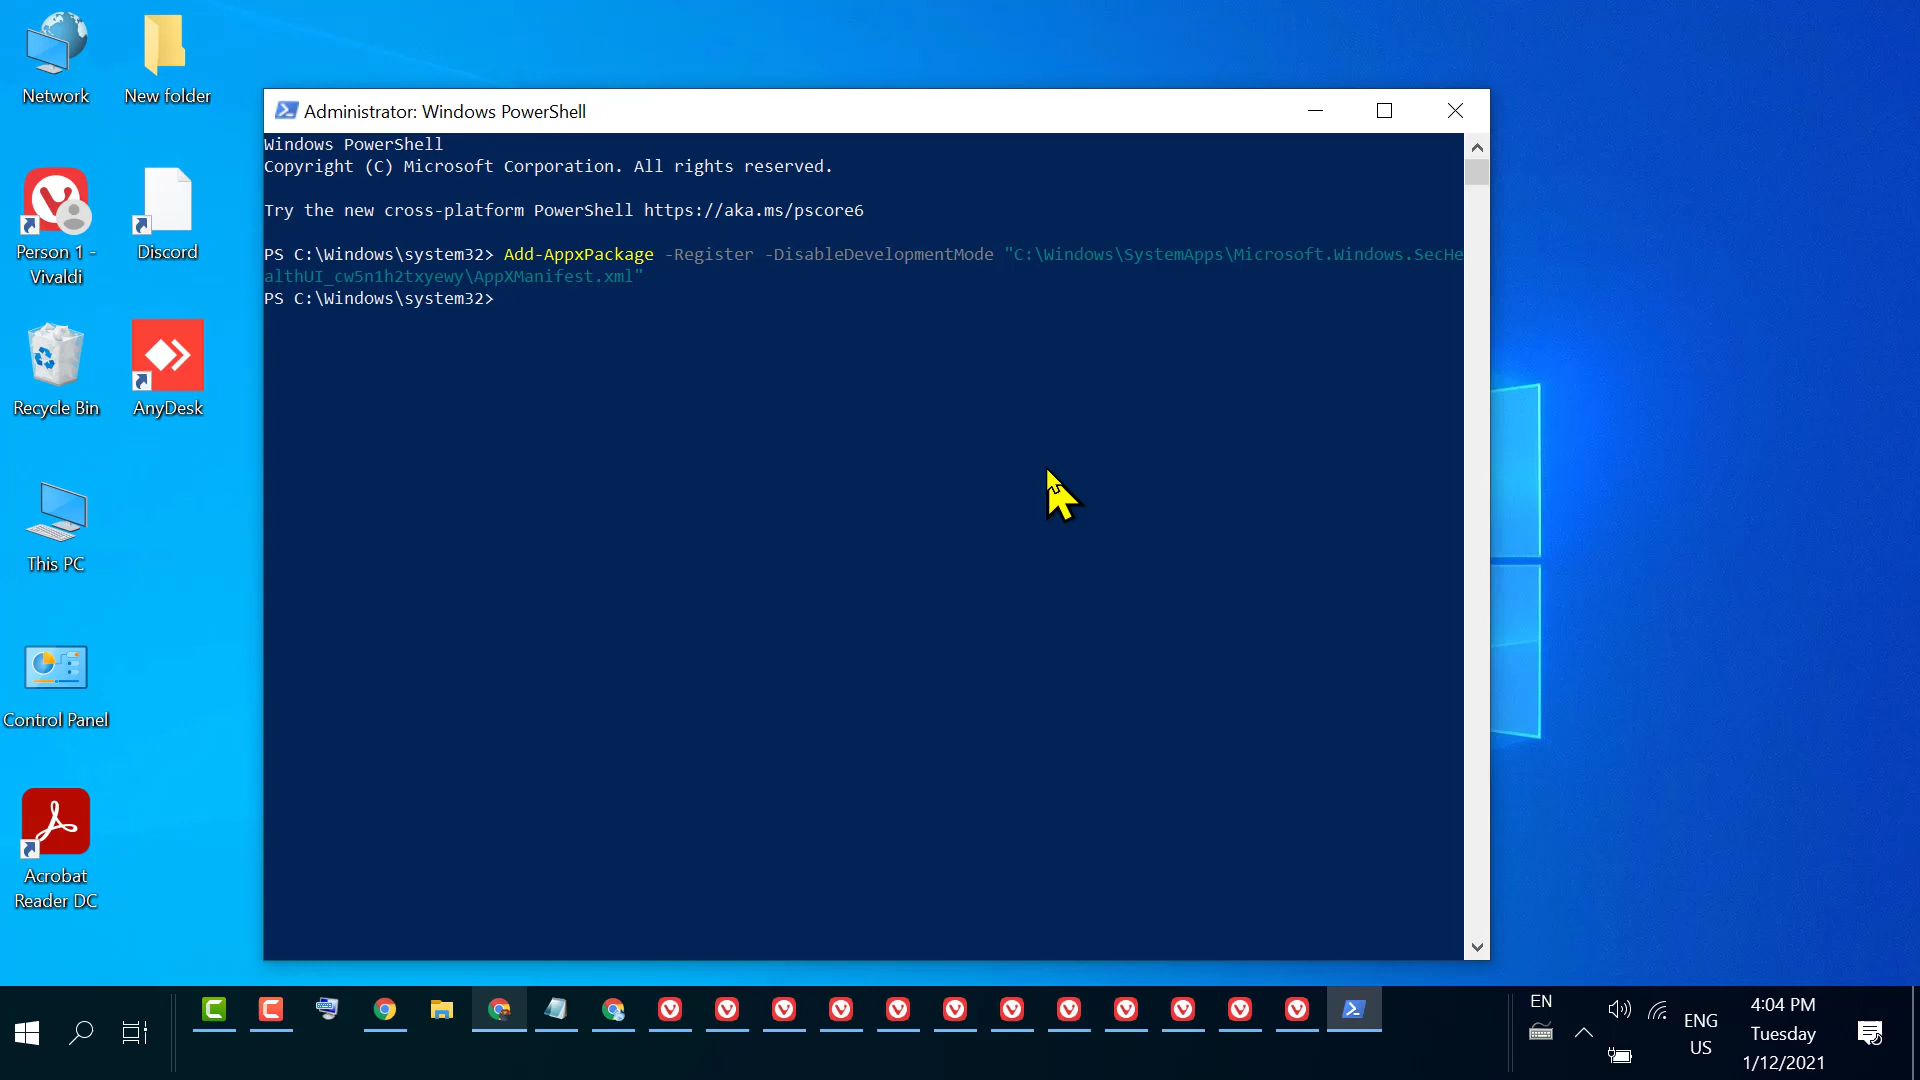 Network
New folder
Person 1 -
Vivaldi
Discord
Recycle Bin
AnyDesk
This PC
Control Panel
Acrobat
Reader DC
Administrator: Windows PowerShell
Windows PowerShell
Copyright (C) Microsoft Corporation. All rights reserved.
Try the new cross-platform PowerShell https://aka.ms/pscore6
PS C:\Windows\system32> Add-AppxPackage -Register -DisableDevelopmentMode "C:\Windows\SystemApps\Microsoft.Windows.SecHe
althUI_cw5n1h2txyewy\AppXManifest.xml"
PS C:\Windows\system32>
EN
ENG
US
4:04 PM
Tuesday
1/12/2021